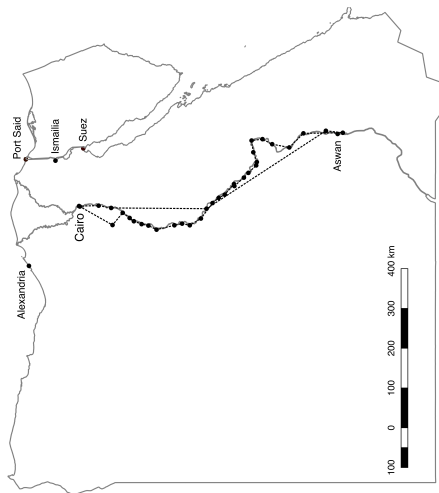 Port Said
Ismailia
Suez
Cairo
Alexandria
Aswan
100 0 100 200 300 400 km